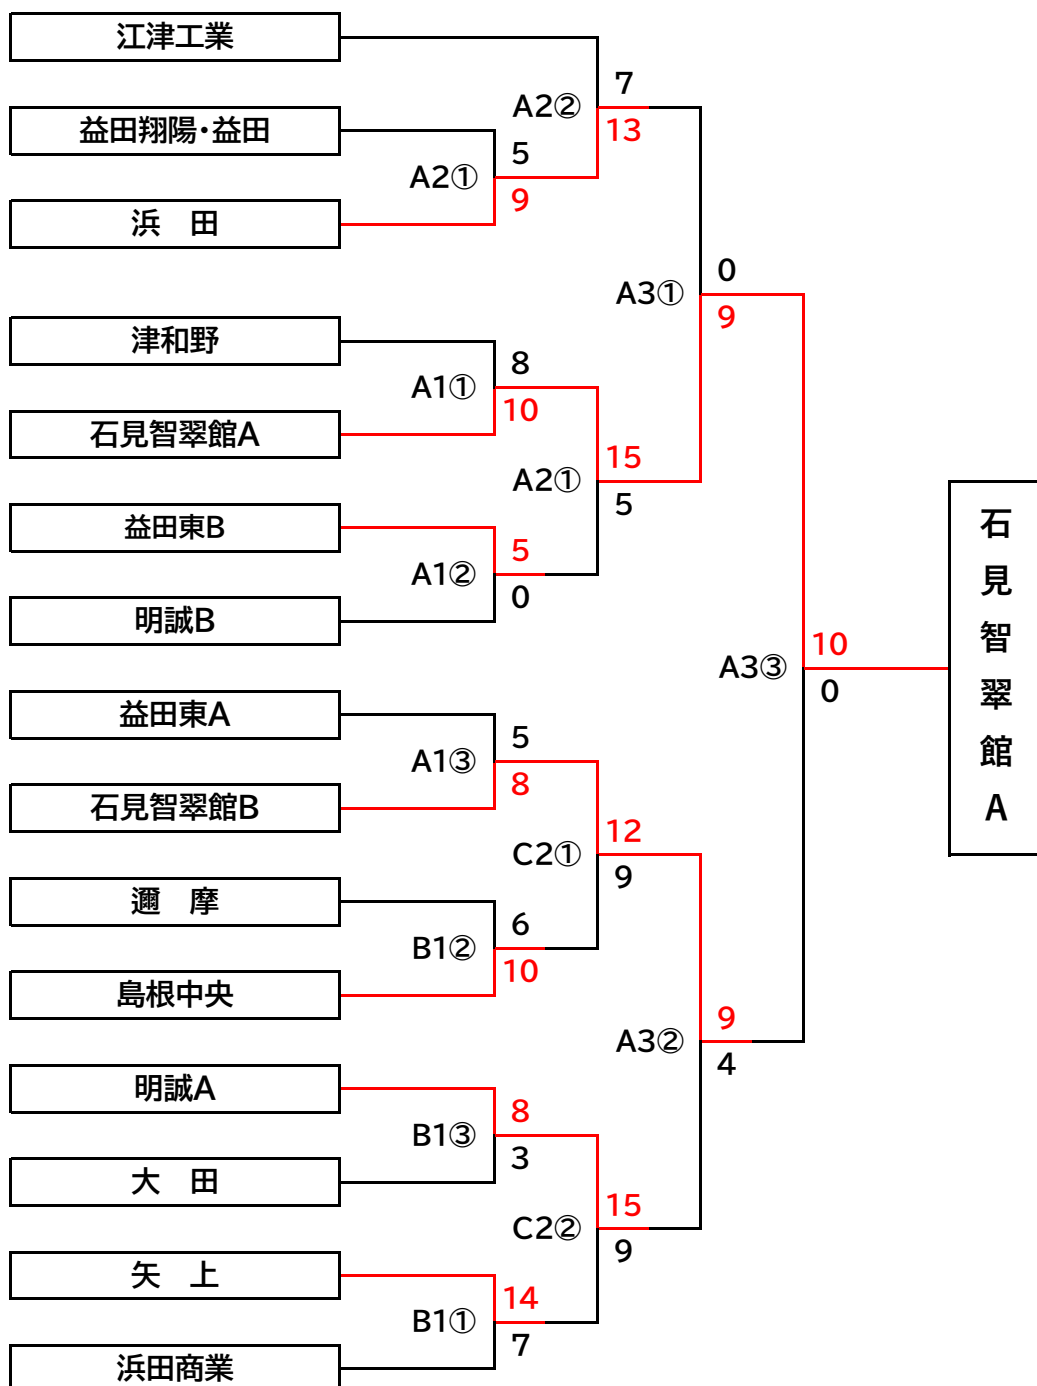 江津工業
7
A2②
13
益田翔陽・益田
5
A2①
9
浜　田
0
A3①
9
津和野
8
A1①
10
石見智翠館A
15
A2①
5
益田東B
5
A1②
0
明誠B
10
A3③
0
石見智翠館A
益田東A
5
A1③
8
石見智翠館B
12
C2①
9
邇　摩
6
B1②
10
島根中央
9
A3②
4
明誠A
8
B1③
3
大　田
15
C2②
9
矢　上
14
B1①
7
浜田商業